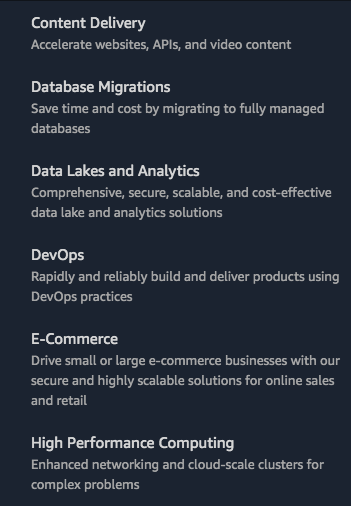 Content Delivery
Accelerate websites, APIs, and video content
Database Migrations
Save time and cost by migrating to fully managed
databases
Data Lakes and Analytics
Comprehensive, secure, scalable, and cost-effective
data lake and analytics solutions
DevOps
Rapidly and reliably build and deliver products using
DevOps practices
E-Commerce
Drive small or large e-commerce businesses with our
secure and highly scalable solutions for online sales
and retail
High Performance Computing
Enhanced networking and cloud-scale clusters for
complex problems